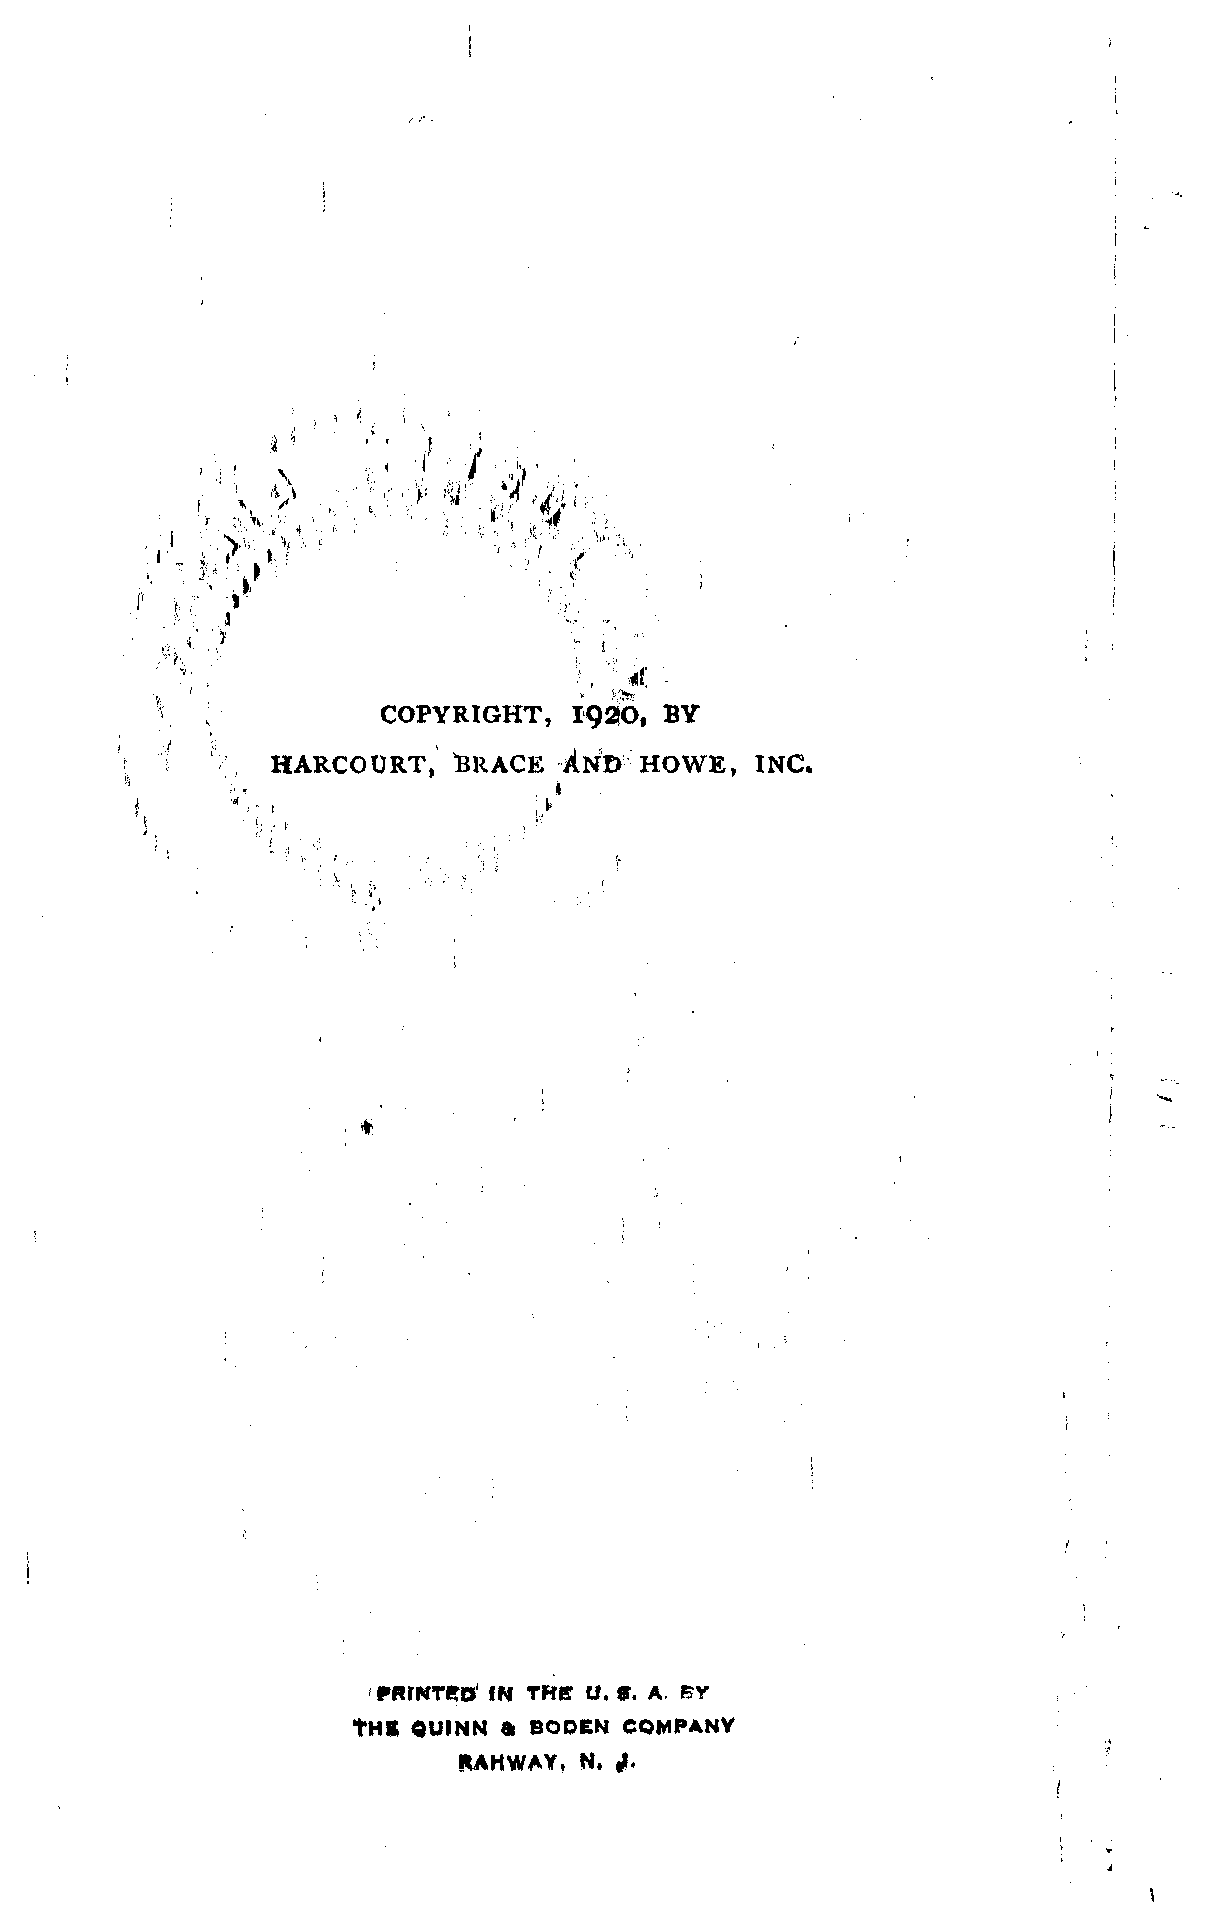 COPYRIGHT, 1920, BY
HARCOURT, BRACE AND HOWE, INC.
PRINTED IN THE U. S. A. BY
THE QUINN & BODEN COMPANY
RAHWAY, N. J.